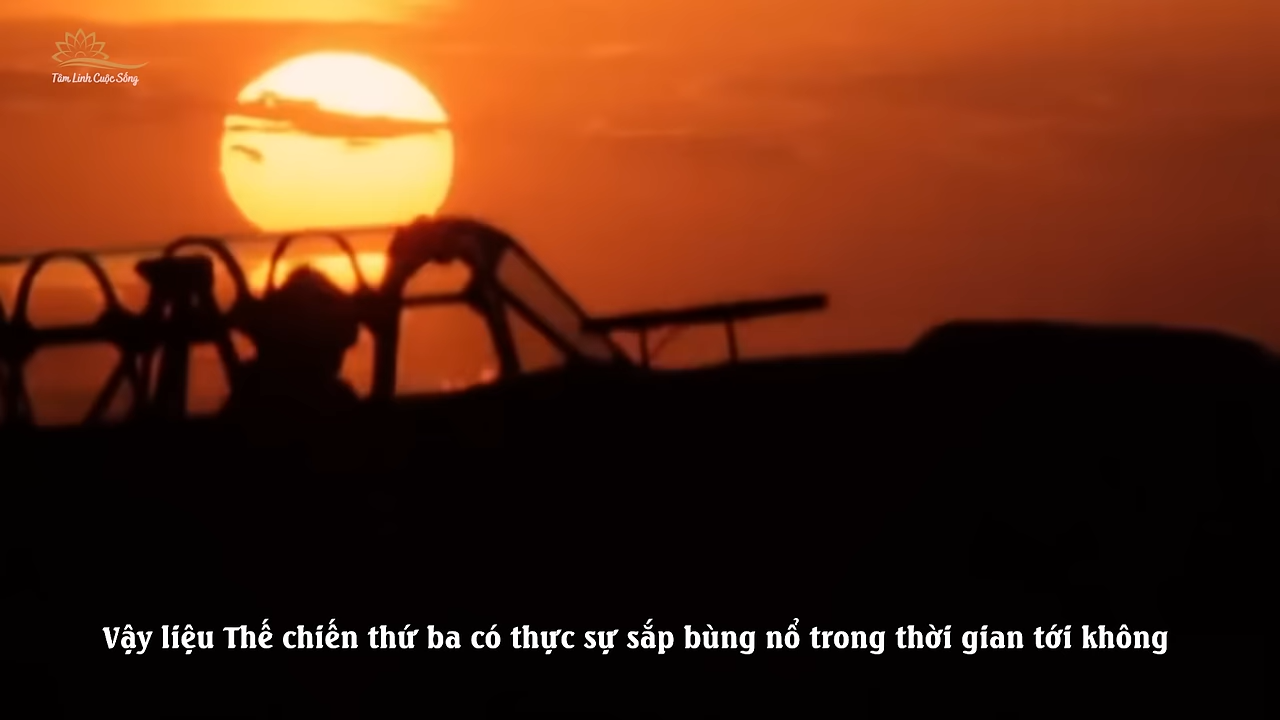 Tâm Linh Cuộc Sống
Vậy liệu Thế chiến thứ ba có thực sự sắp bùng nổ trong thời gian tới không